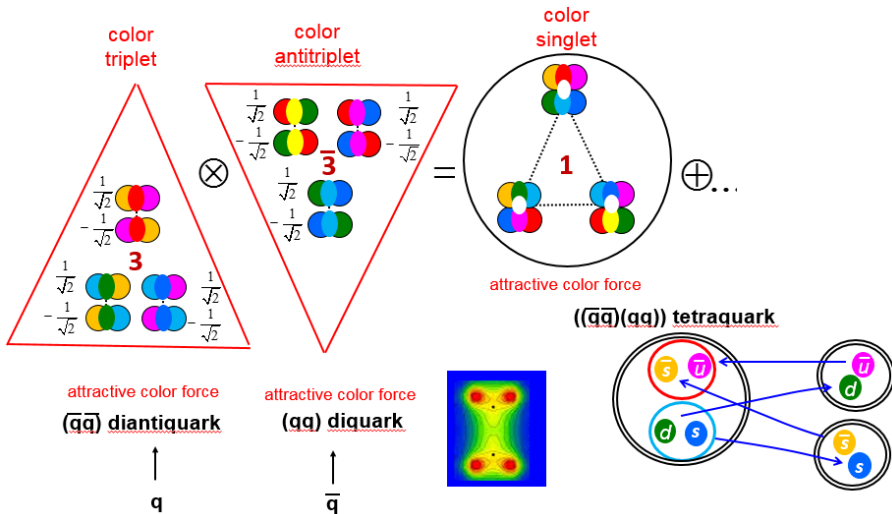 color
triplet
color
antitriplet
color
singlet
1/√2
- 1/√2
3
1/√2
- 1/√2
1/√2
- 1/√2
⊗
1/√2
- 1/√2
1/√2
- 1/√2
3̅
1/√2
- 1/√2
=
1
⊕...
attractive color force
((q̅q̅)(qq)) tetraquark
s̅ u̅
d s
u̅
d
s̅
s
attractive color force
(q̅q̅) diantiquark
q
attractive color force
(qq) diquark
q̅